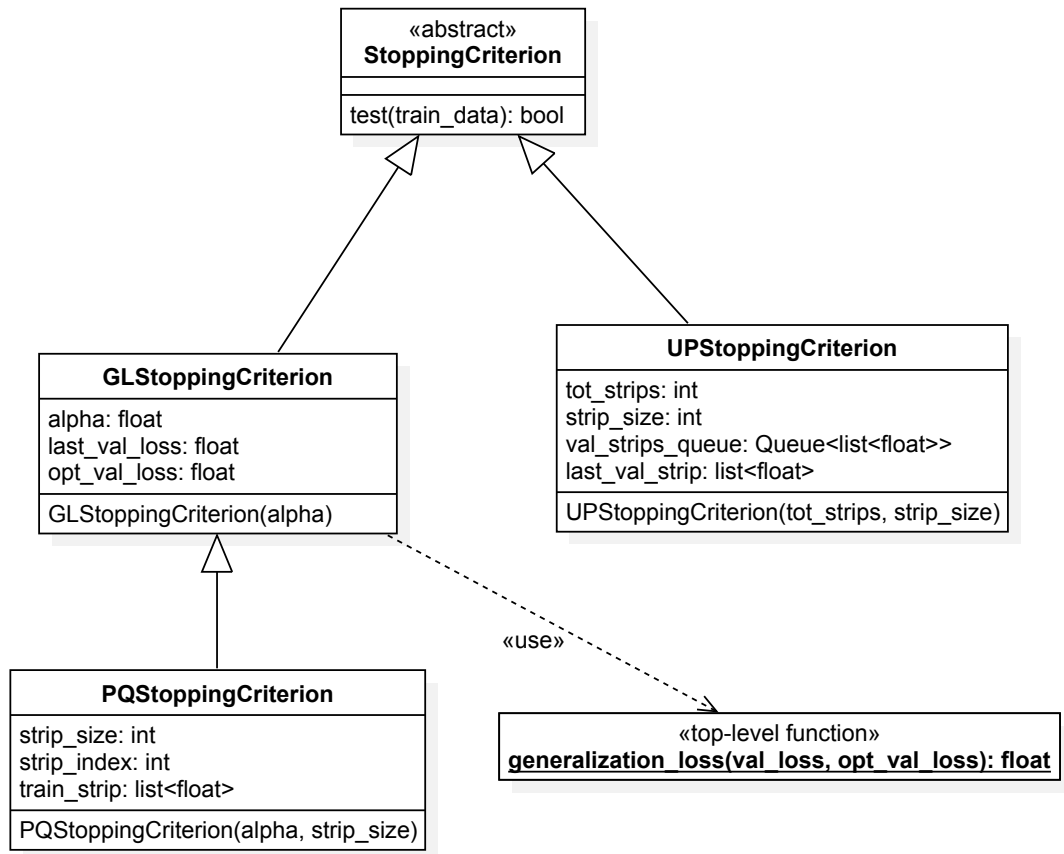 «abstract»
StoppingCriterion
test(train_data): bool
GLStoppingCriterion
alpha: float
last_val_loss: float
opt_val_loss: float
GLStoppingCriterion(alpha)
UPStoppingCriterion
tot_strips: int
strip_size: int
val_strips_queue: Queue<list<float>>
last_val_strip: list<float>
UPStoppingCriterion(tot_strips, strip_size)
«use»
PQStoppingCriterion
strip_size: int
strip_index: int
train_strip: list<float>
PQStoppingCriterion(alpha, strip_size)
«top-level function»
generalization_loss(val_loss, opt_val_loss): float